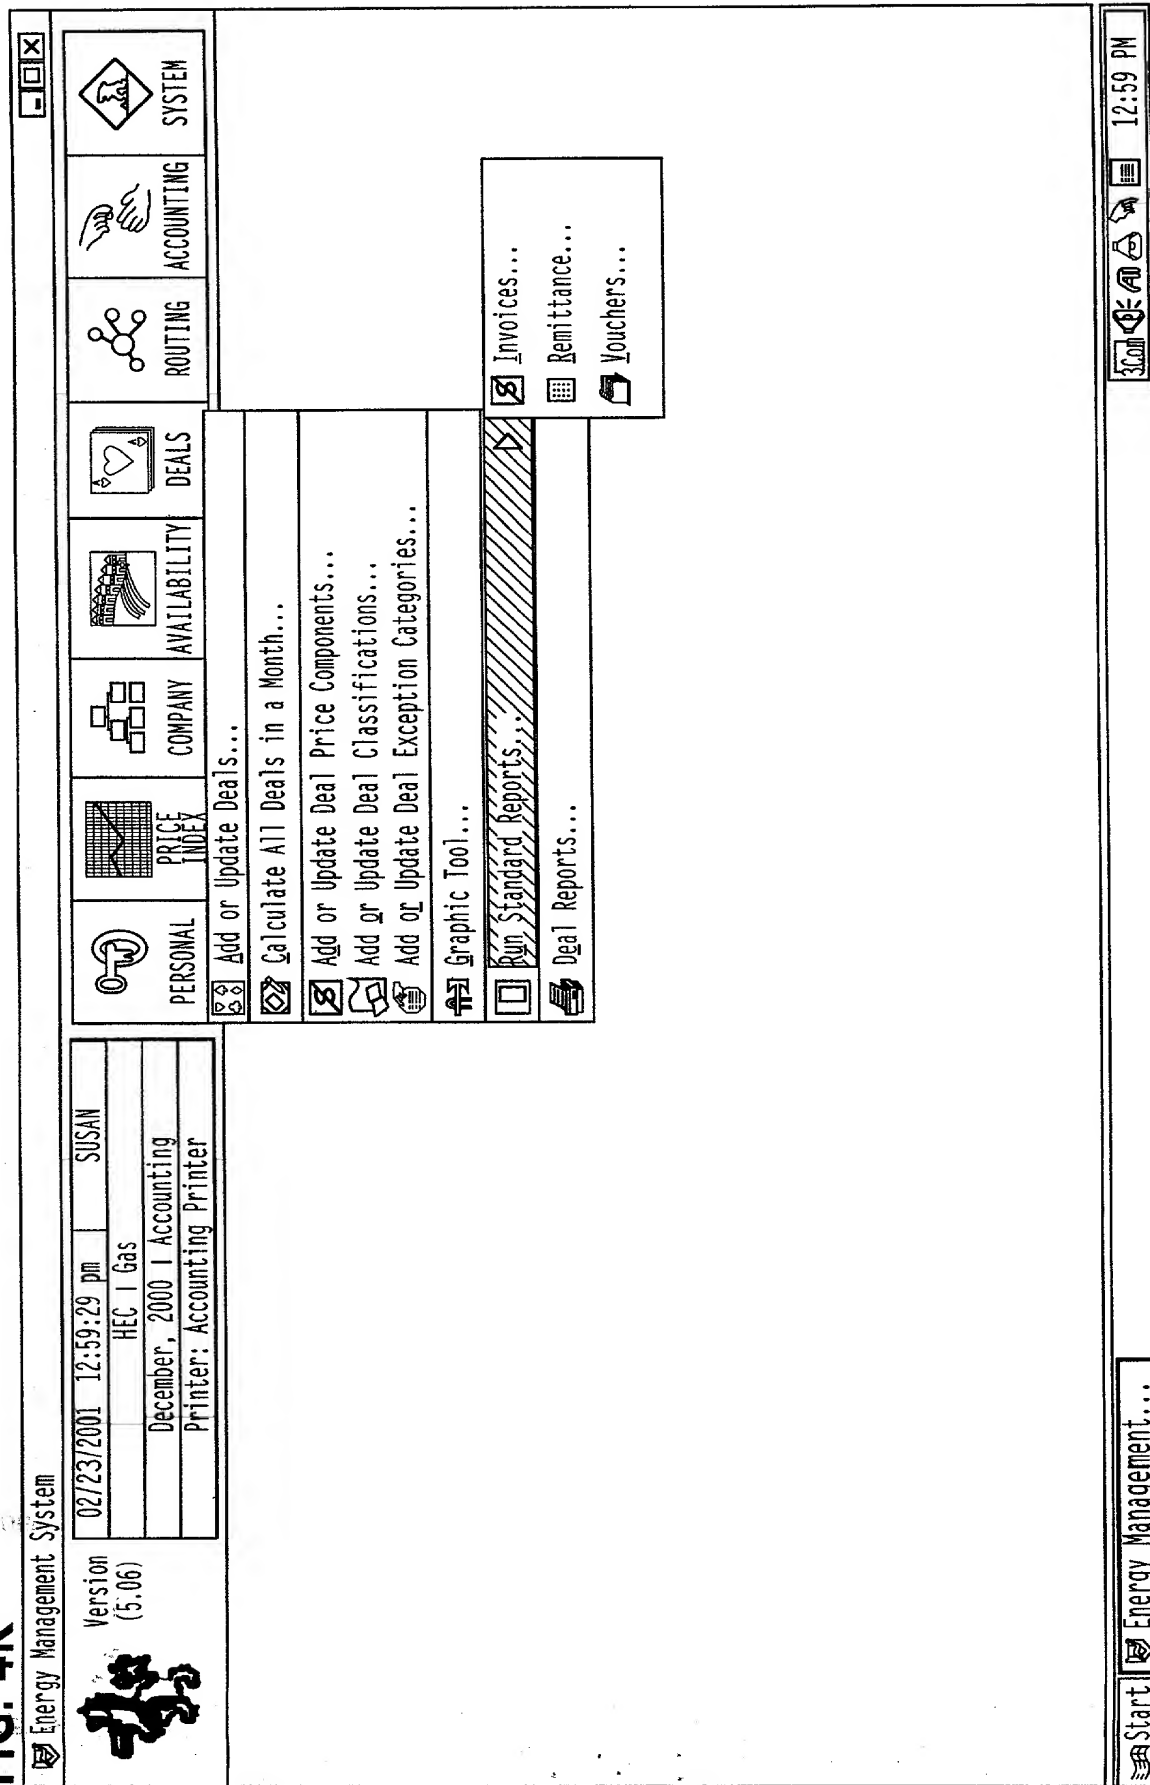 FIG. 4K
Energy Management System
Version
(5.06)
02/23/2001 12:59:29 pm SUSAN
HEC | Gas
December, 2000 | Accounting
Printer: Accounting Printer
PERSONAL
PRICE
INDEX
COMPANY
AVAILABILITY
DEALS
ROUTING
ACCOUNTING
SYSTEM
Add or Update Deals...
Calculate All Deals in a Month...
Add or Update Deal Price Components...
Add or Update Deal Classifications...
Add or Update Deal Exception Categories...
Graphic Tool...
Run Standard Reports...
Deal Reports...
Invoices...
Remittance...
Vouchers...
Start
Energy Management...
3Com
12:59 PM